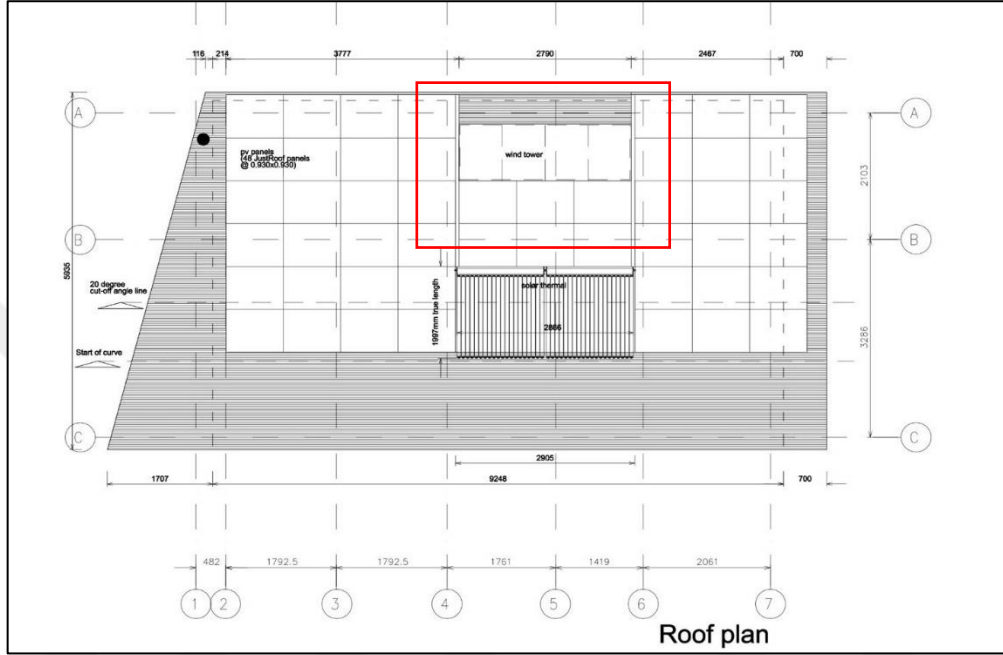 116 214 3777 2790 2467 700
A A
wind tower
pv panels
(48 JustRoof panels
@ 0.930x0.930)
2103
B B
5935
20 degree
cut-off angle line
1997mm true length
solar thermal
2866
3286
Start of curve
C C
2905
1707 9248 700
482 1792.5 1792.5 1761 1419 2061
1 2 3 4 5 6 7
Roof plan